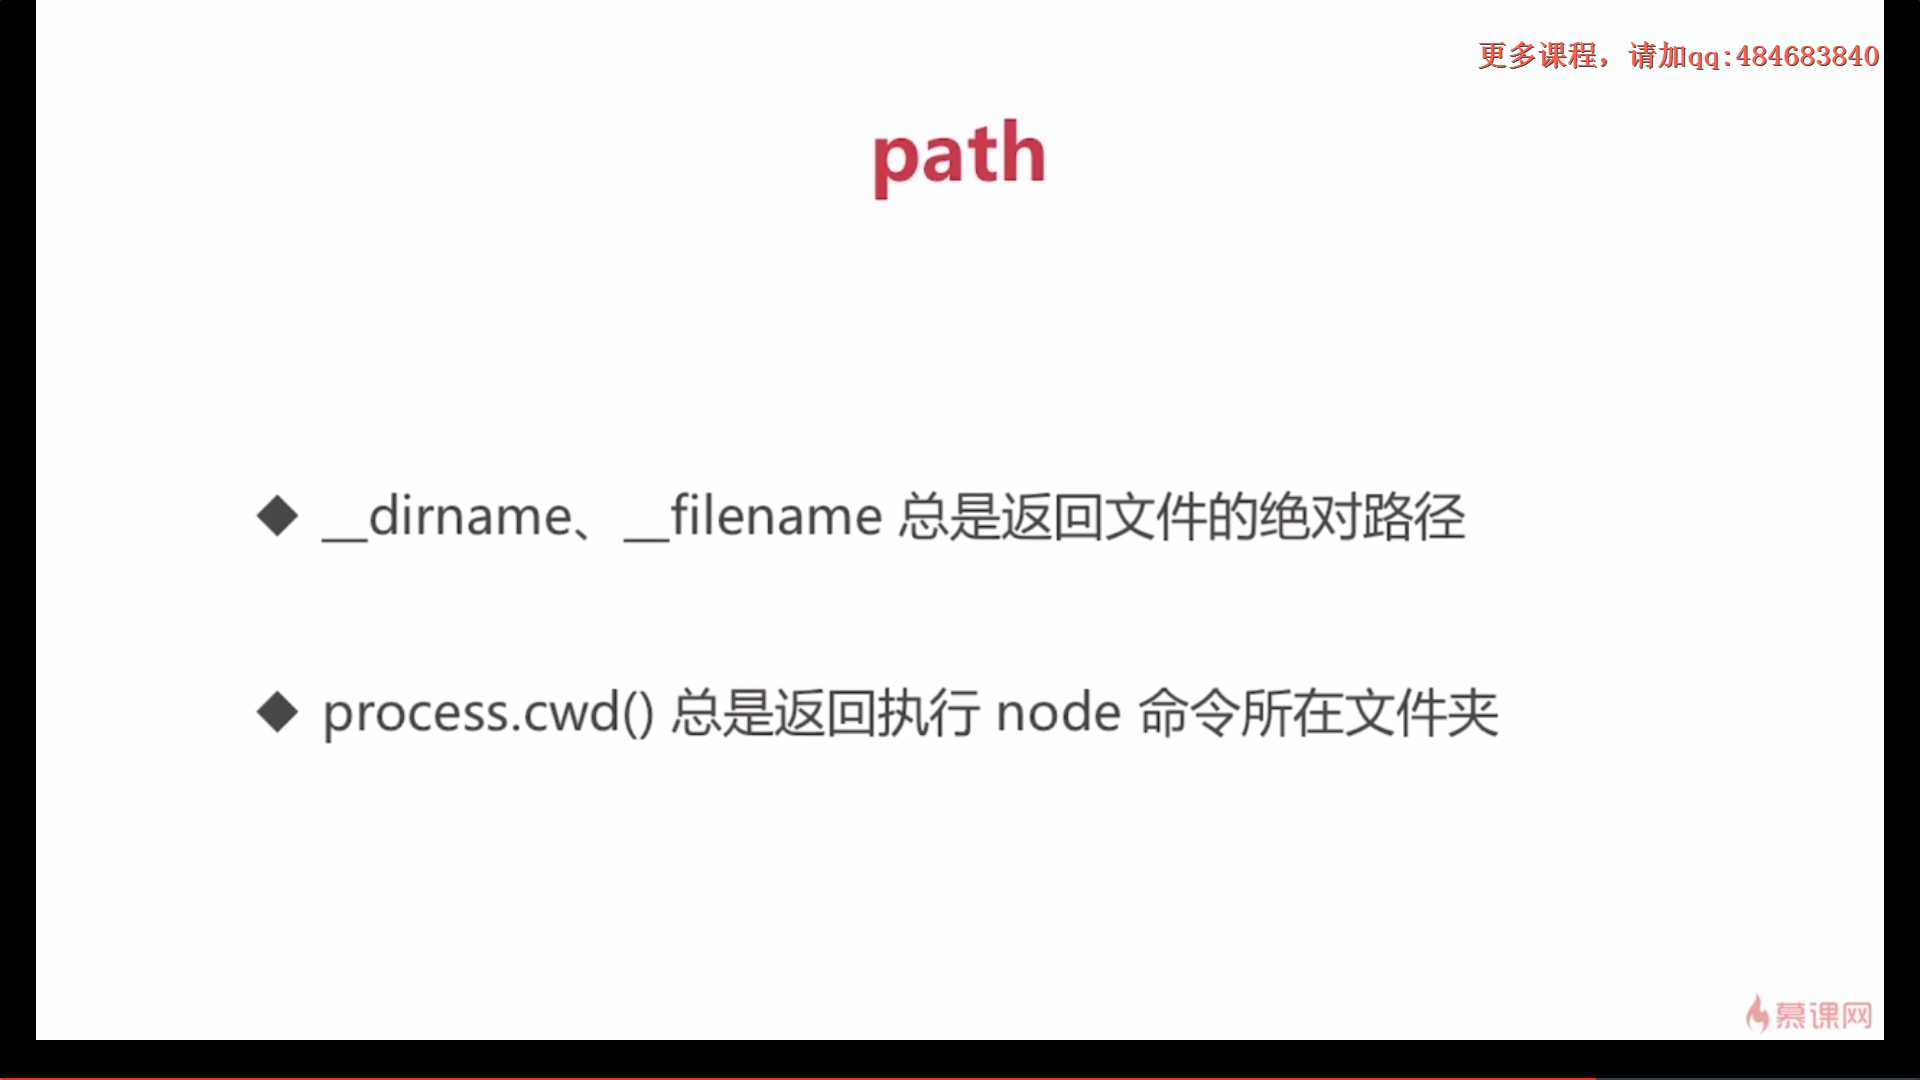 更多课程，请加qq:484683840
path
◆ __dirname、__filename 总是返回文件的绝对路径
◆ process.cwd() 总是返回执行 node 命令所在文件夹
慕课网